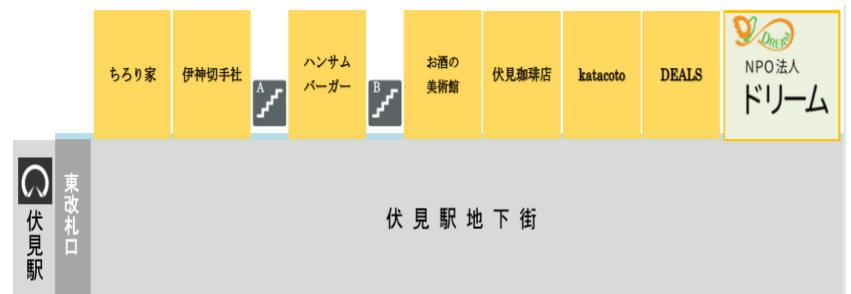 ちろり家
伊神切手社
A
ハンサム
バーガー
B
お酒の
美術館
伏見珈琲店
katacoto
DEALS
DREAM
NPO法人
ドリーム
伏見駅
東改札口
伏見駅地下街